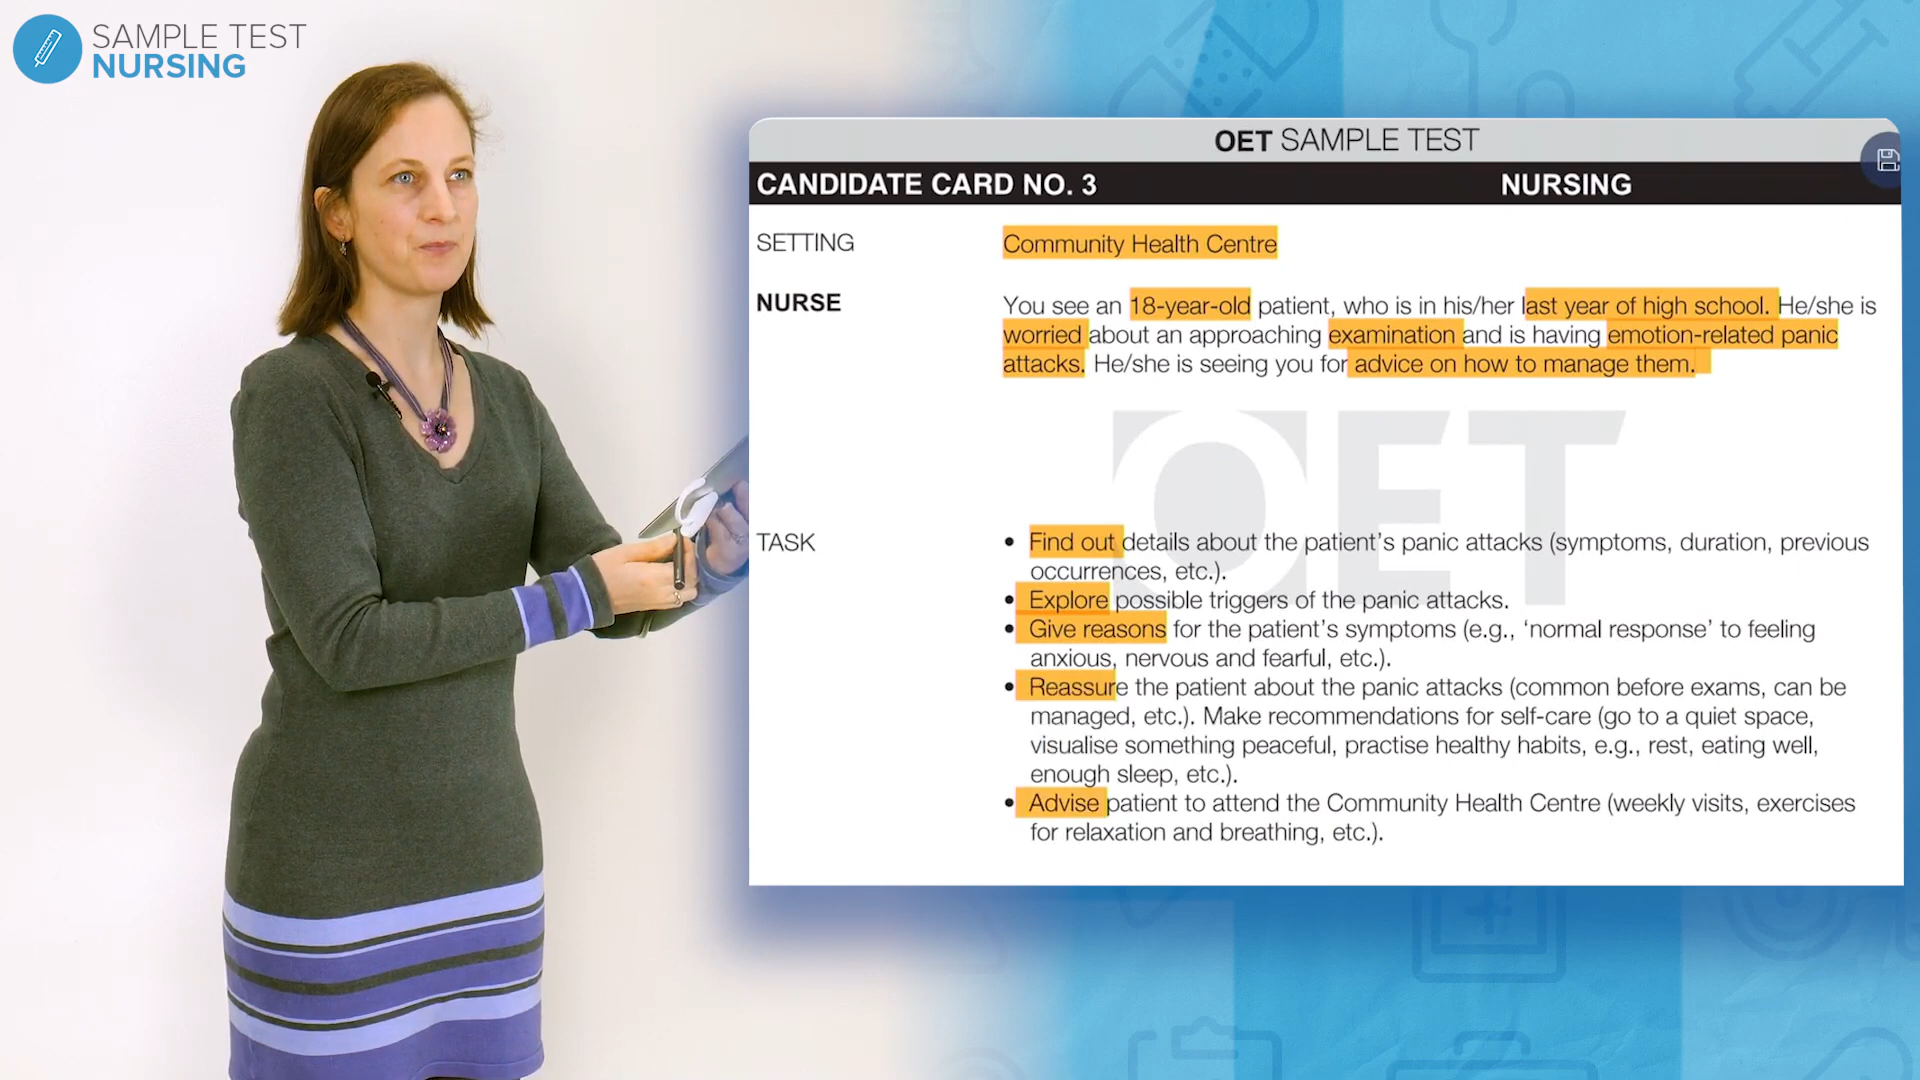 SAMPLE TEST
NURSING
OET SAMPLE TEST
CANDIDATE CARD NO. 3 NURSING
SETTING Community Health Centre
NURSE You see an 18-year-old patient, who is in his/her last year of high school. He/she is
worried about an approaching examination and is having emotion-related panic
attacks. He/she is seeing you for advice on how to manage them.
OET
TASK • Find out details about the patient's panic attacks (symptoms, duration, previous
occurrences, etc.).
• Explore possible triggers of the panic attacks.
• Give reasons for the patient's symptoms (e.g., 'normal response' to feeling
anxious, nervous and fearful, etc.).
• Reassure the patient about the panic attacks (common before exams, can be
managed, etc.). Make recommendations for self-care (go to a quiet space,
visualise something peaceful, practise healthy habits, e.g., rest, eating well,
enough sleep, etc.).
• Advise patient to attend the Community Health Centre (weekly visits, exercises
for relaxation and breathing, etc.).